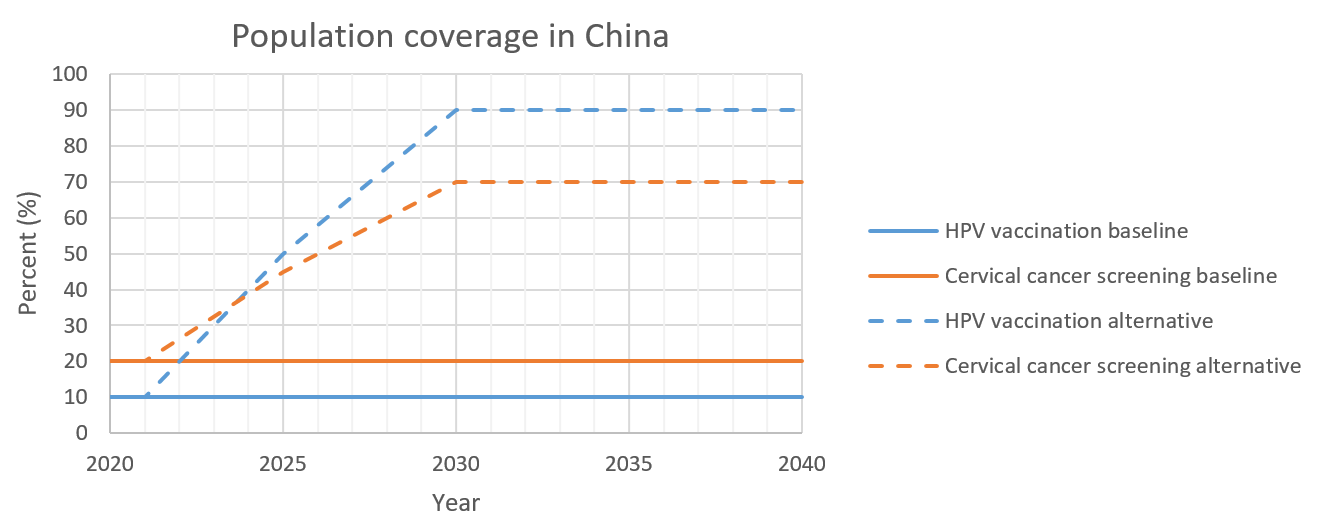 Population coverage in China
100
90
80
70
60
50
40
30
20
10
0
Percent (%)
2020 2025 2030 2035 2040
Year
HPV vaccination baseline
Cervical cancer screening baseline
HPV vaccination alternative
Cervical cancer screening alternative